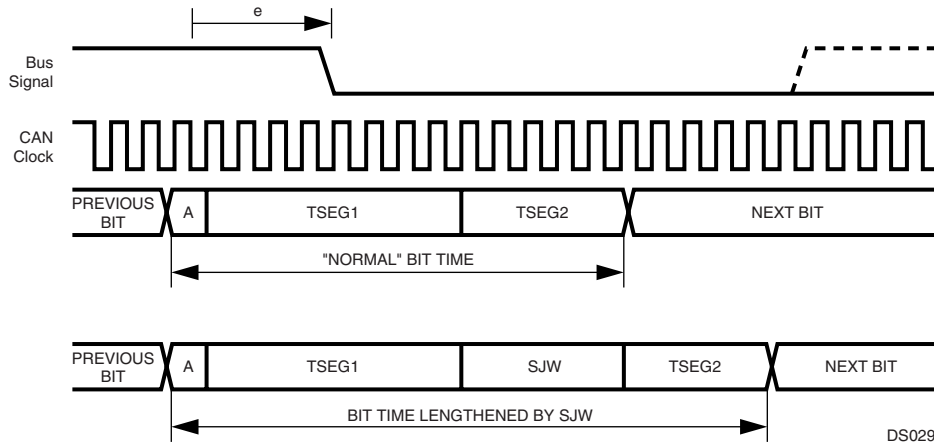 e
Bus
Signal
CAN
Clock
PREVIOUS
BIT
A
TSEG1
TSEG2
NEXT BIT
"NORMAL" BIT TIME
PREVIOUS
BIT
A
TSEG1
SJW
TSEG2
NEXT BIT
BIT TIME LENGTHENED BY SJW
DS029